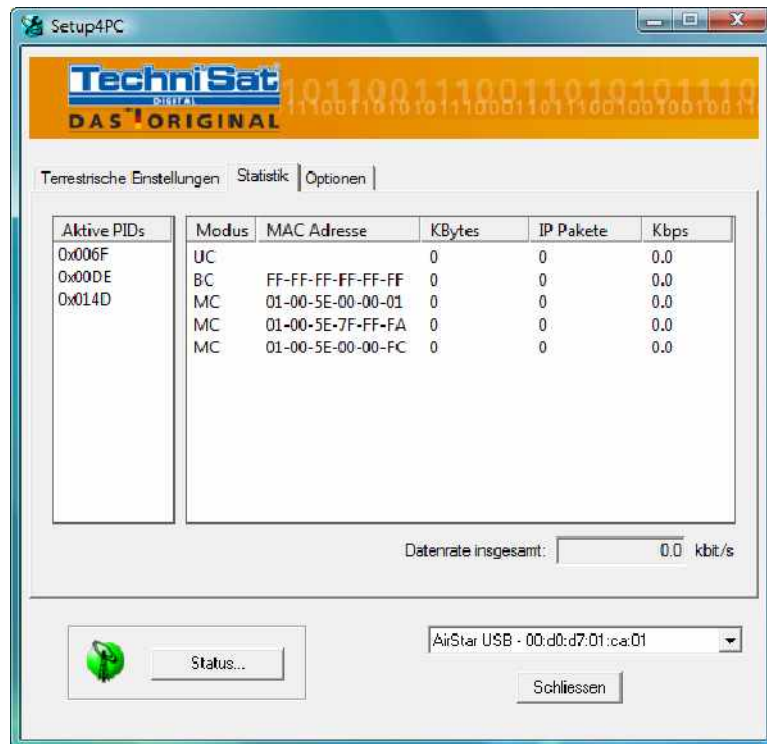 Setup4PC
TechniSat
DIGITAL
DAS ORIGINAL
Terrestrische Einstellungen Statistik Optionen
Aktive PIDs Modus MAC Adresse KBytes IP Pakete Kbps
0x006F UC 0 0 0.0
0x00DE BC FF-FF-FF-FF-FF-FF 0 0 0.0
0x014D MC 01-00-5E-00-00-01 0 0 0.0
MC 01-00-5E-7F-FF-FA 0 0 0.0
MC 01-00-5E-00-00-FC 0 0 0.0
Datenrate insgesamt: 0.0 kbit/s
AirStar USB - 00:d0:d7:01:ca:01
Status...
Schliessen